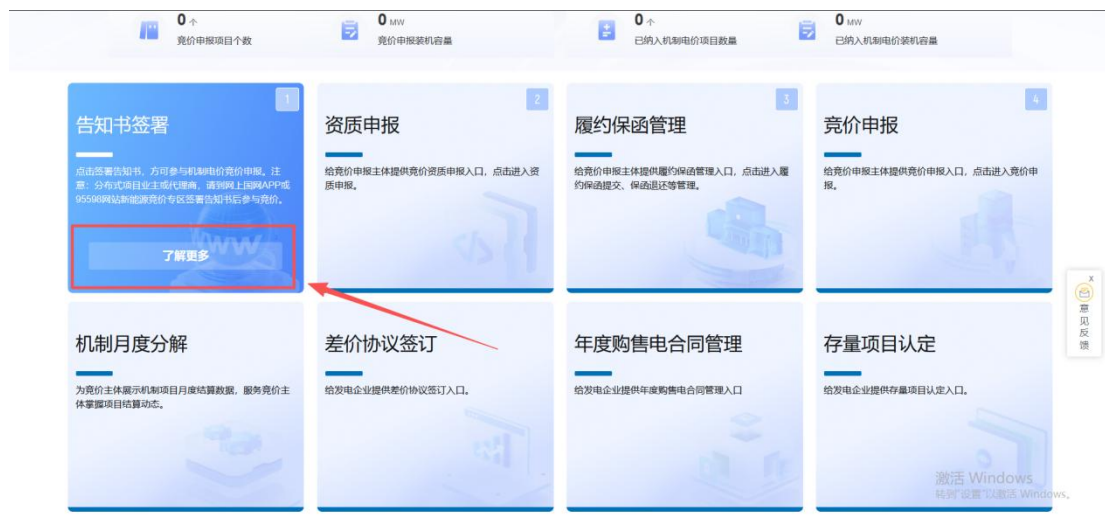 0 个
竞价申报项目个数
0 MW
竞价申报装机容量
0 个
已纳入机制电价项目数量
0 MW
已纳入机制电价装机容量
1
告知书签署
点击签署告知书，方可参与机制电价竞价申报。注
意：分布式项目业主或代理商，请到网上国网APP或
95598网站新能源竞价专区签署告知书后参与竞价。
了解更多
2
资质申报
给竞价申报主体提供竞价资质申报入口，点击进入资
质申报。
3
履约保函管理
给竞价申报主体提供履约保函管理入口，点击进入履
约保函提交、保函退还等管理。
4
竞价申报
给竞价申报主体提供竞价申报入口，点击进入竞价申
报。
机制月度分解
为竞价主体展示机制项目月度结算数据，服务竞价主
体掌握项目结算动态。
差价协议签订
给发电企业提供差价协议签订入口。
年度购售电合同管理
给发电企业提供年度购售电合同管理入口
存量项目认定
给发电企业提供存量项目认定入口。
x
意见反馈
激活 Windows
转到"设置"以激活 Windows。